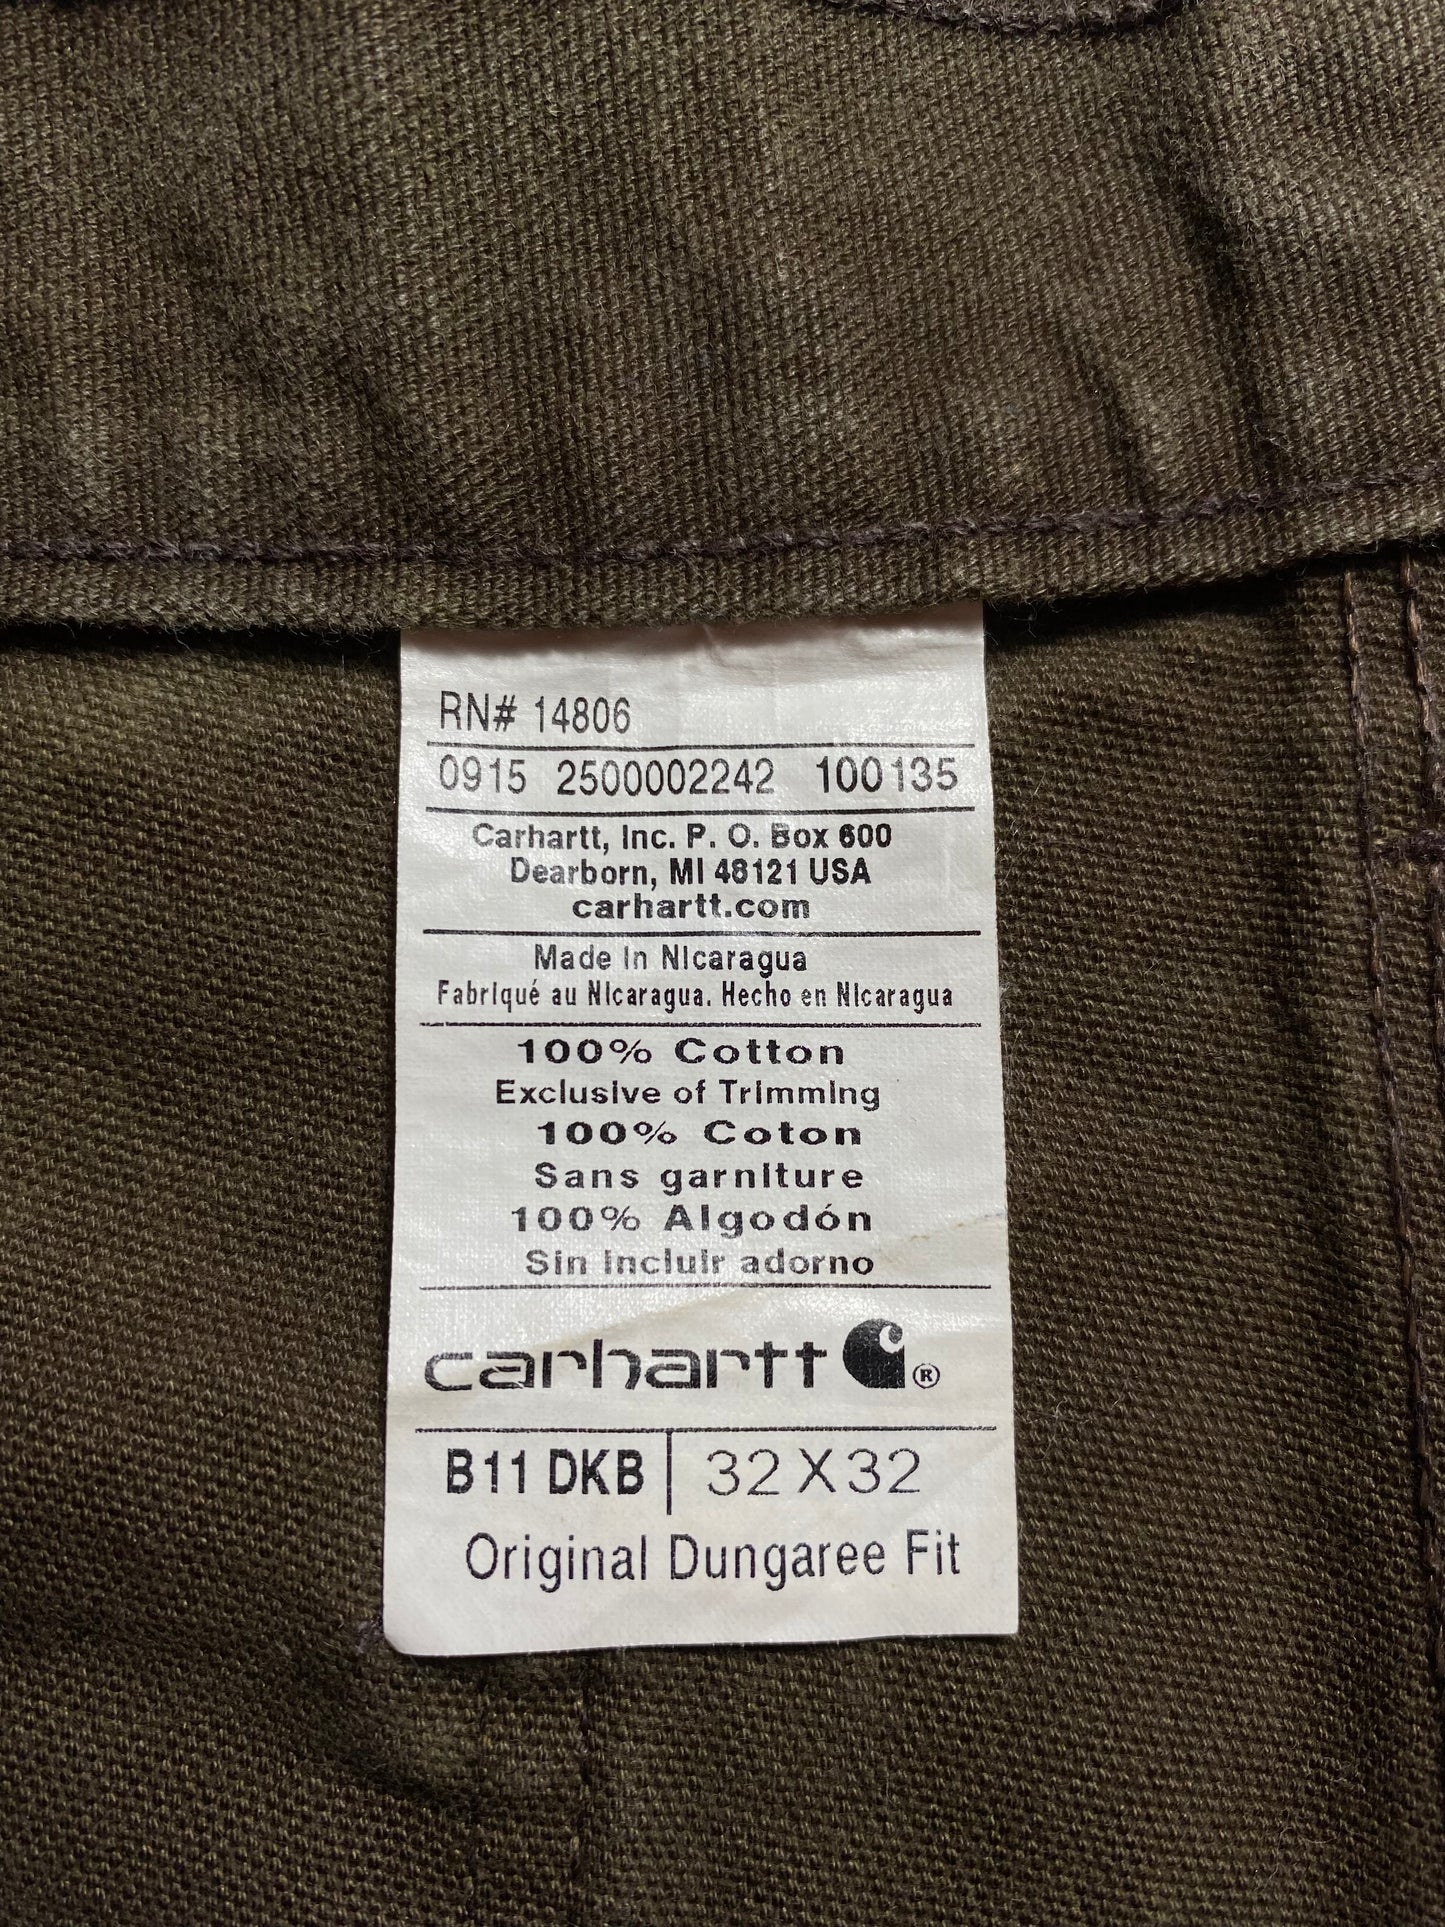 RN# 14806
0915 2500002242 100135
Carhartt, Inc. P. O. Box 600
Dearborn, MI 48121 USA
carhartt.com
Made in Nicaragua
Fabriqué au Nicaragua. Hecho en Nicaragua
100% Cotton
Exclusive of Trimming
100% Coton
Sans garniture
100% Algodón
Sin incluir adorno
carhartt ®
B11 DKB | 32X32
Original Dungaree Fit